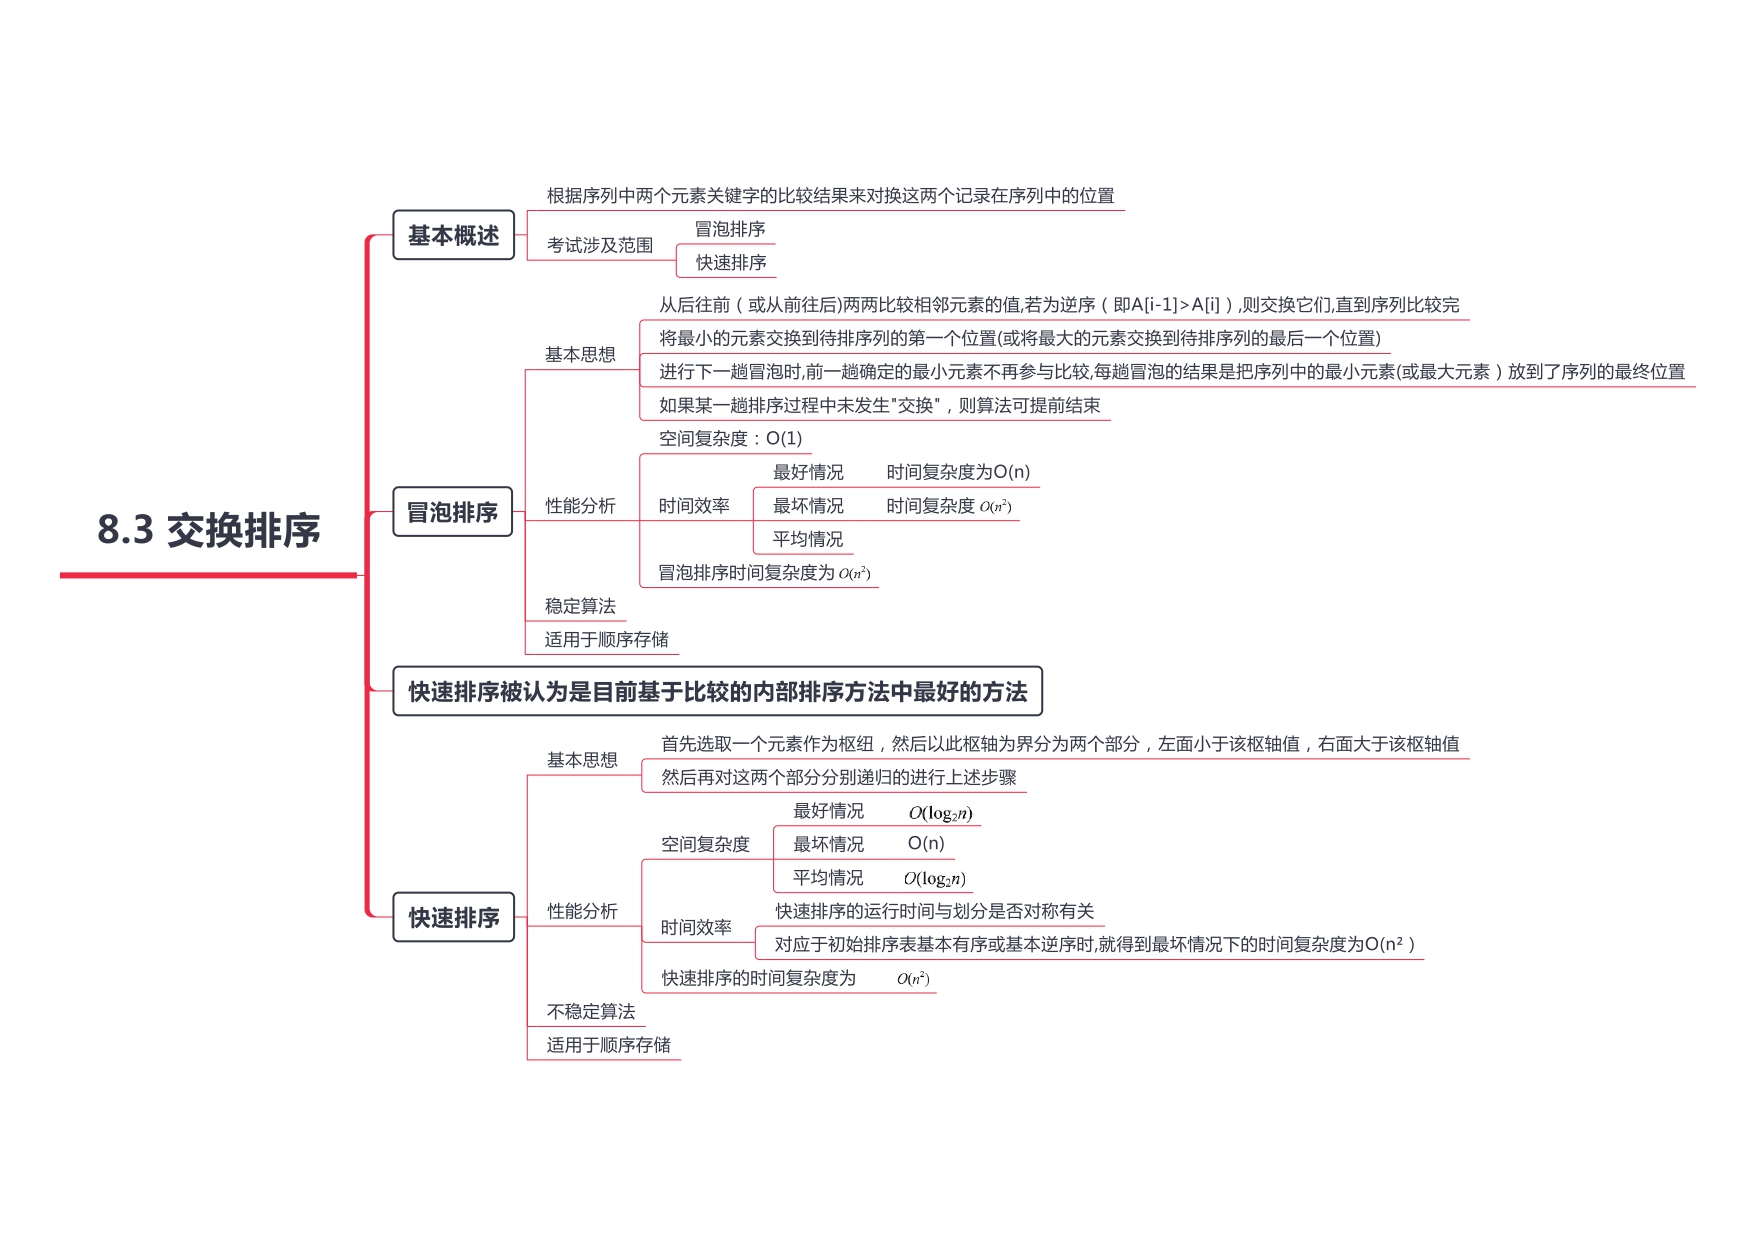 8.3 交换排序
基本概述
根据序列中两个元素关键字的比较结果来对换这两个记录在序列中的位置
考试涉及范围
冒泡排序
快速排序
冒泡排序
基本思想
从后往前（或从前往后)两两比较相邻元素的值,若为逆序（即A[i-1]>A[i]）,则交换它们,直到序列比较完
将最小的元素交换到待排序列的第一个位置(或将最大的元素交换到待排序列的最后一个位置)
进行下一趟冒泡时,前一趟确定的最小元素不再参与比较,每趟冒泡的结果是把序列中的最小元素(或最大元素）放到了序列的最终位置
如果某一趟排序过程中未发生"交换"，则算法可提前结束
性能分析
空间复杂度：O(1)
时间效率
最好情况 时间复杂度为O(n)
最坏情况 时间复杂度 O(n²)
平均情况
冒泡排序时间复杂度为 O(n²)
稳定算法
适用于顺序存储
快速排序被认为是目前基于比较的内部排序方法中最好的方法
快速排序
基本思想
首先选取一个元素作为枢纽，然后以此枢轴为界分为两个部分，左面小于该枢轴值，右面大于该枢轴值
然后再对这两个部分分别递归的进行上述步骤
性能分析
空间复杂度
最好情况 O(log₂n)
最坏情况 O(n)
平均情况 O(log₂n)
时间效率
快速排序的运行时间与划分是否对称有关
对应于初始排序表基本有序或基本逆序时,就得到最坏情况下的时间复杂度为O(n²）
快速排序的时间复杂度为 O(n²)
不稳定算法
适用于顺序存储